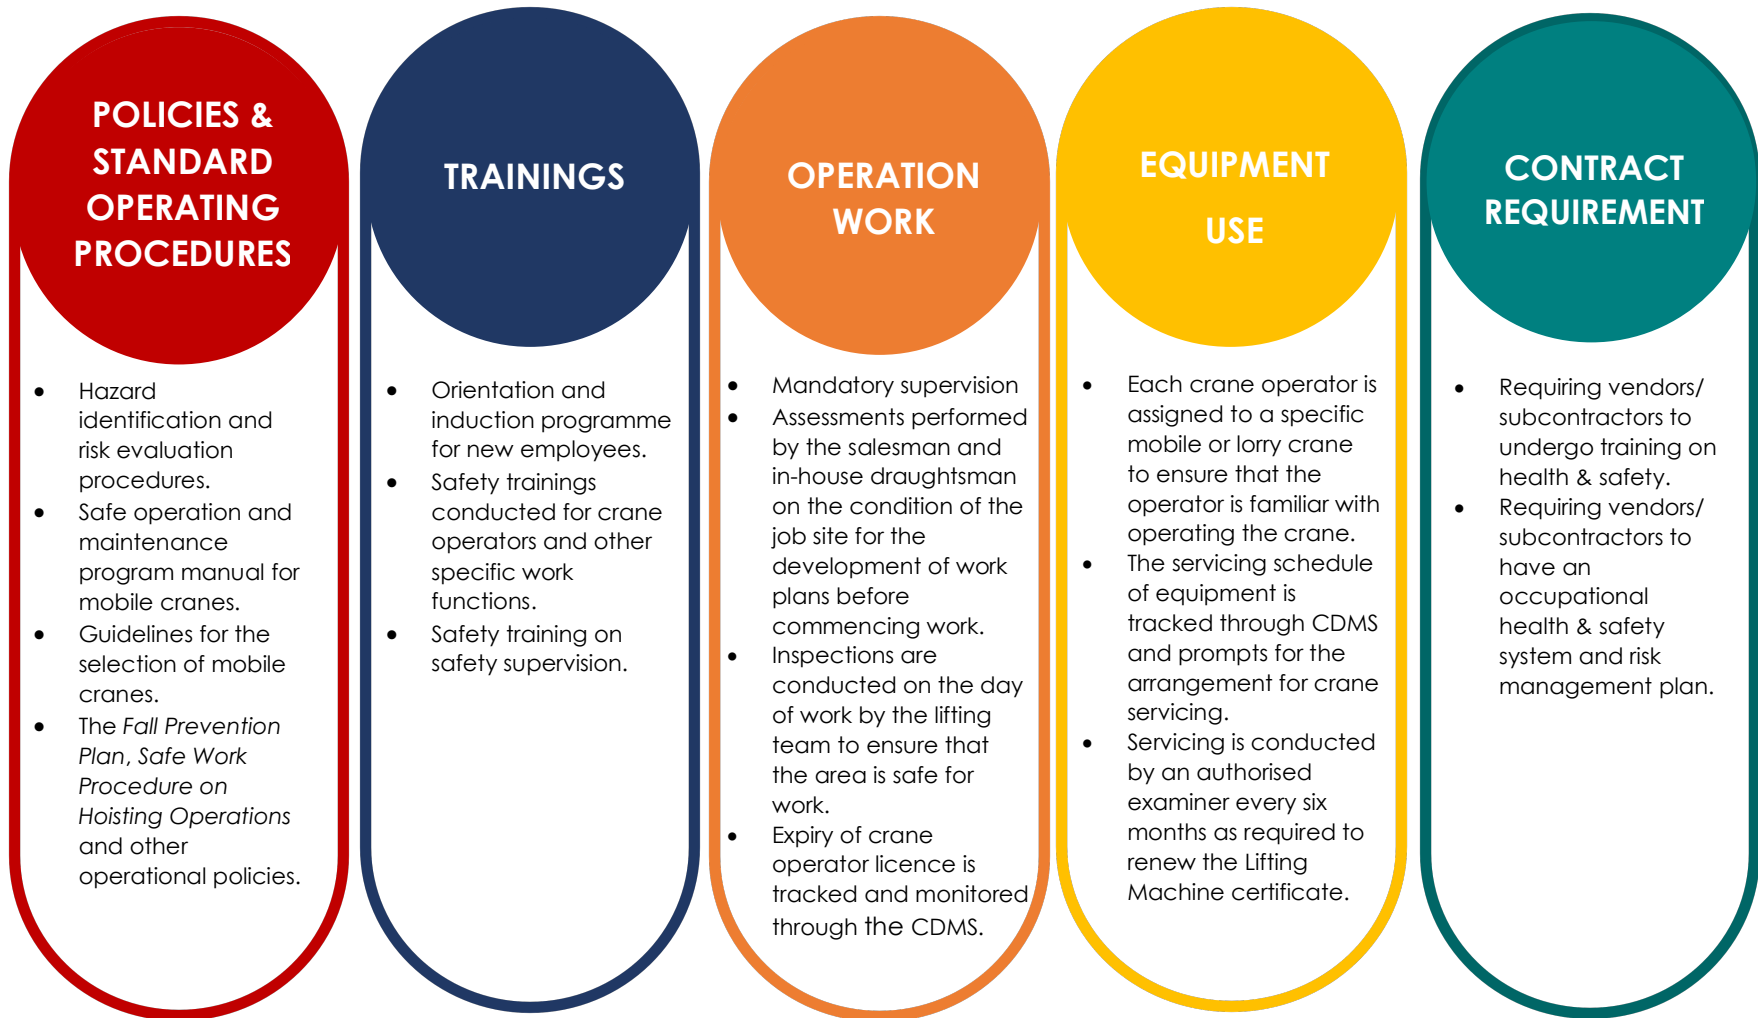 POLICIES &
STANDARD
OPERATING
PROCEDURES
• Hazard
identification and
risk evaluation
procedures.
• Safe operation and
maintenance
program manual for
mobile cranes.
• Guidelines for the
selection of mobile
cranes.
• The Fall Prevention
Plan, Safe Work
Procedure on
Hoisting Operations
and other
operational policies.
TRAININGS
• Orientation and
induction programme
for new employees.
• Safety trainings
conducted for crane
operators and other
specific work
functions.
• Safety training on
safety supervision.
OPERATION
WORK
• Mandatory supervision
• Assessments performed
by the salesman and
in-house draughtsman
on the condition of the
job site for the
development of work
plans before
commencing work.
• Inspections are
conducted on the day
of work by the lifting
team to ensure that
the area is safe for
work.
• Expiry of crane
operator licence is
tracked and monitored
through the CDMS.
EQUIPMENT
USE
• Each crane operator is
assigned to a specific
mobile or lorry crane
to ensure that the
operator is familiar with
operating the crane.
• The servicing schedule
of equipment is
tracked through CDMS
and prompts for the
arrangement for crane
servicing.
• Servicing is conducted
by an authorised
examiner every six
months as required to
renew the Lifting
Machine certificate.
CONTRACT
REQUIREMENT
• Requiring vendors/
subcontractors to
undergo training on
health & safety.
• Requiring vendors/
subcontractors to
have an
occupational
health & safety
system and risk
management plan.